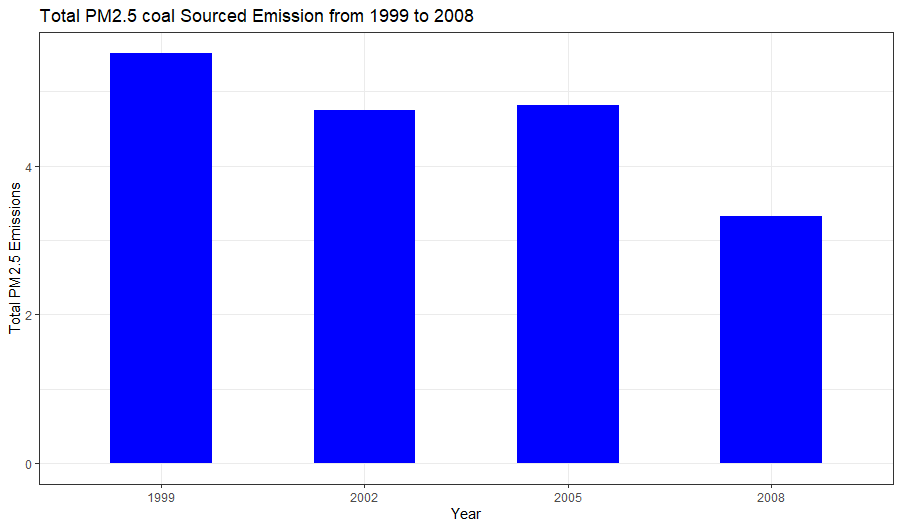 Total PM2.5 coal Sourced Emission from 1999 to 2008
Total PM2.5 Emissions
4
2
0
1999 2002 2005 2008
Year